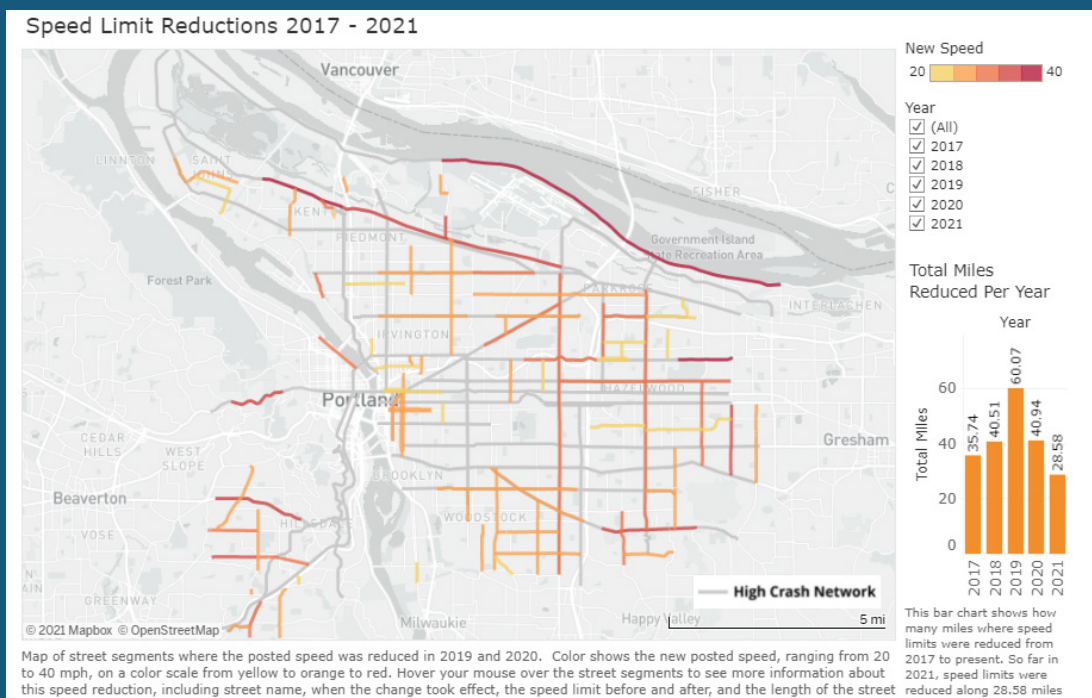 Speed Limit Reductions 2017 - 2021
New Speed
20
40
Year
(All)
2017
2018
2019
2020
2021
Vancouver
LINNTON
SAINT
JOHNS
KENTON
PIEDMONT
FISHER
Government Island
State Recreation Area
Forest Park
PARKROSE
INTERLACHEN
IRVINGTON
Portland
HAZELWOOD
CEDAR
HILLS
WEST
SLOPE
Gresham
BROOKLYN
Beaverton
WOODSTOCK
VOSE
HILLSDALE
GREENWAY
Milwaukie
Happy Valley
High Crash Network
5 mi
© 2021 Mapbox © OpenStreetMap
Total Miles
Reduced Per Year
Year
Total Miles
60
40
20
0
35.74
40.51
60.07
40.94
28.58
2017
2018
2019
2020
2021
This bar chart shows how
many miles where speed
limits were reduced from
2017 to present. So far in
2021, speed limits were
reduced along 28.58 miles
Map of street segments where the posted speed was reduced in 2019 and 2020. Color shows the new posted speed, ranging from 20
to 40 mph, on a color scale from yellow to orange to red. Hover your mouse over the street segments to see more information about
this speed reduction, including street name, when the change took effect, the speed limit before and after, and the length of the street